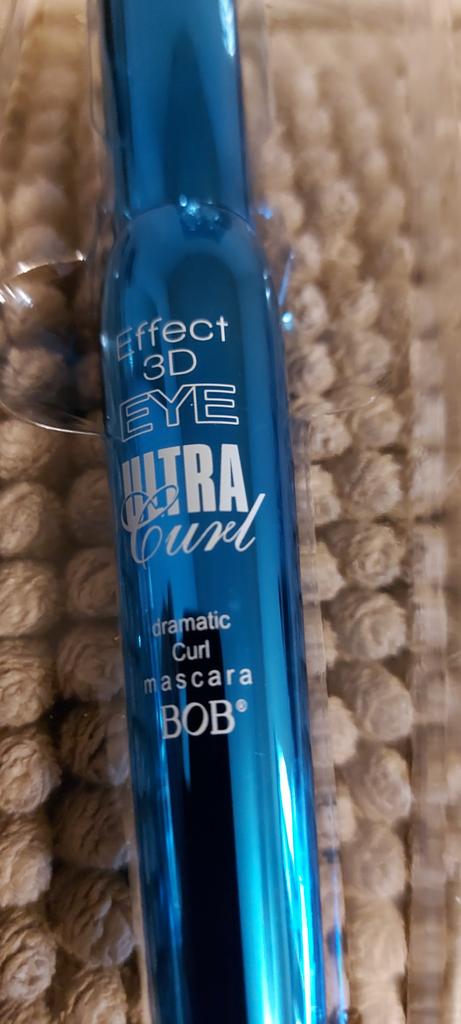 Effect
3D
EYE
ULTRA
Curl
dramatic
Curl
mascara
BOB®